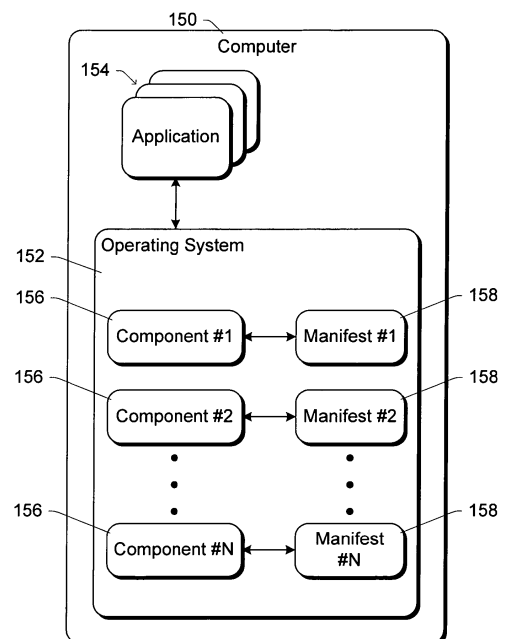 150
Computer
154
Application
Operating System
152
156
158
Component #1
Manifest #1
156
158
Component #2
Manifest #2
156
158
Component #N
Manifest
#N